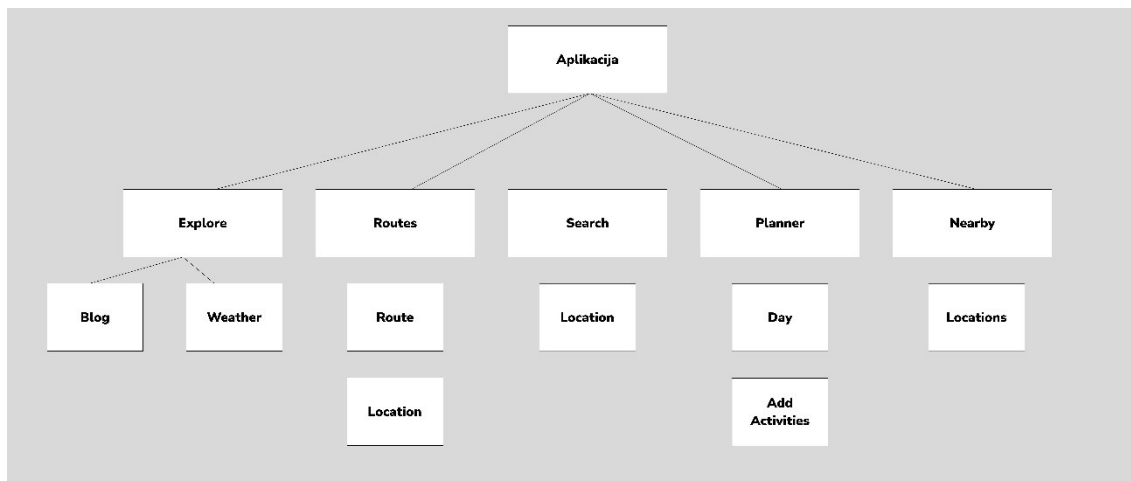 Aplikacija
Explore
Routes
Search
Planner
Nearby
Blog
Weather
Route
Location
Day
Locations
Location
Add
Activities